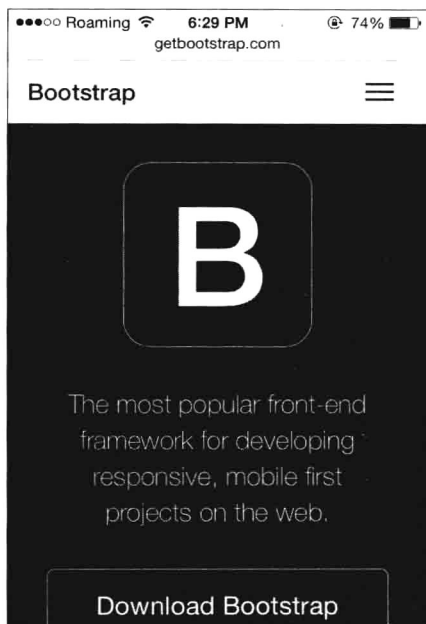 ●●●○○ Roaming 6:29 PM 74%
getbootstrap.com
Bootstrap
B
The most popular front-end
framework for developing
responsive, mobile first
projects on the web.
Download Bootstrap